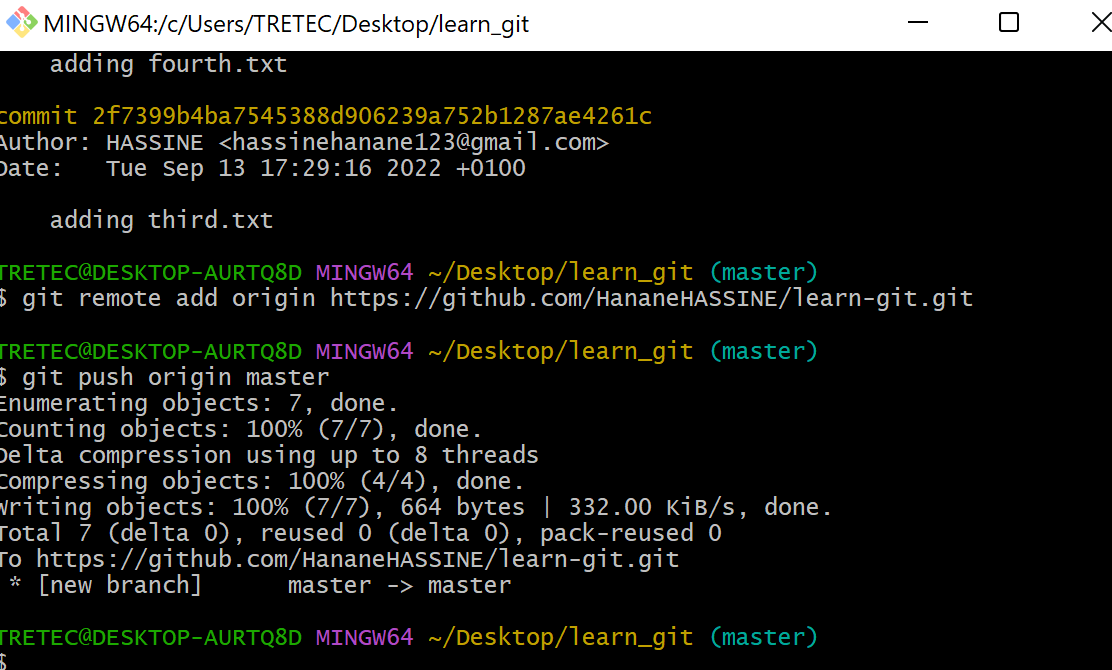 MINGW64:/c/Users/TRETEC/Desktop/learn_git
adding fourth.txt
commit 2f7399b4ba7545388d906239a752b1287ae4261c
Author: HASSINE <hassinehanane123@gmail.com>
Date:   Tue Sep 13 17:29:16 2022 +0100
adding third.txt
TRETEC@DESKTOP-AURTQ8D MINGW64 ~/Desktop/learn_git (master)
$ git remote add origin https://github.com/HananeHASSINE/learn-git.git
TRETEC@DESKTOP-AURTQ8D MINGW64 ~/Desktop/learn_git (master)
$ git push origin master
Enumerating objects: 7, done.
Counting objects: 100% (7/7), done.
Delta compression using up to 8 threads
Compressing objects: 100% (4/4), done.
Writing objects: 100% (7/7), 664 bytes | 332.00 KiB/s, done.
Total 7 (delta 0), reused 0 (delta 0), pack-reused 0
To https://github.com/HananeHASSINE/learn-git.git
 * [new branch]      master -> master
TRETEC@DESKTOP-AURTQ8D MINGW64 ~/Desktop/learn_git (master)
$